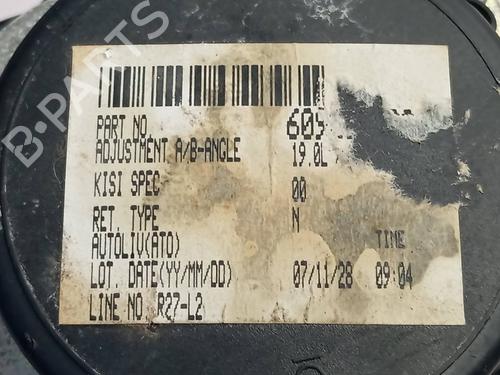 B-PARTS
PART NO. 609
ADJUSTMENT A/B-ANGLE 19.0L
KISI SPEC 00
RET. TYPE N
AUTOLIV(ATO) TIME
LOT. DATE(YY/MM/DD) 07/11/28 09:04
LINE NO. R27-L2